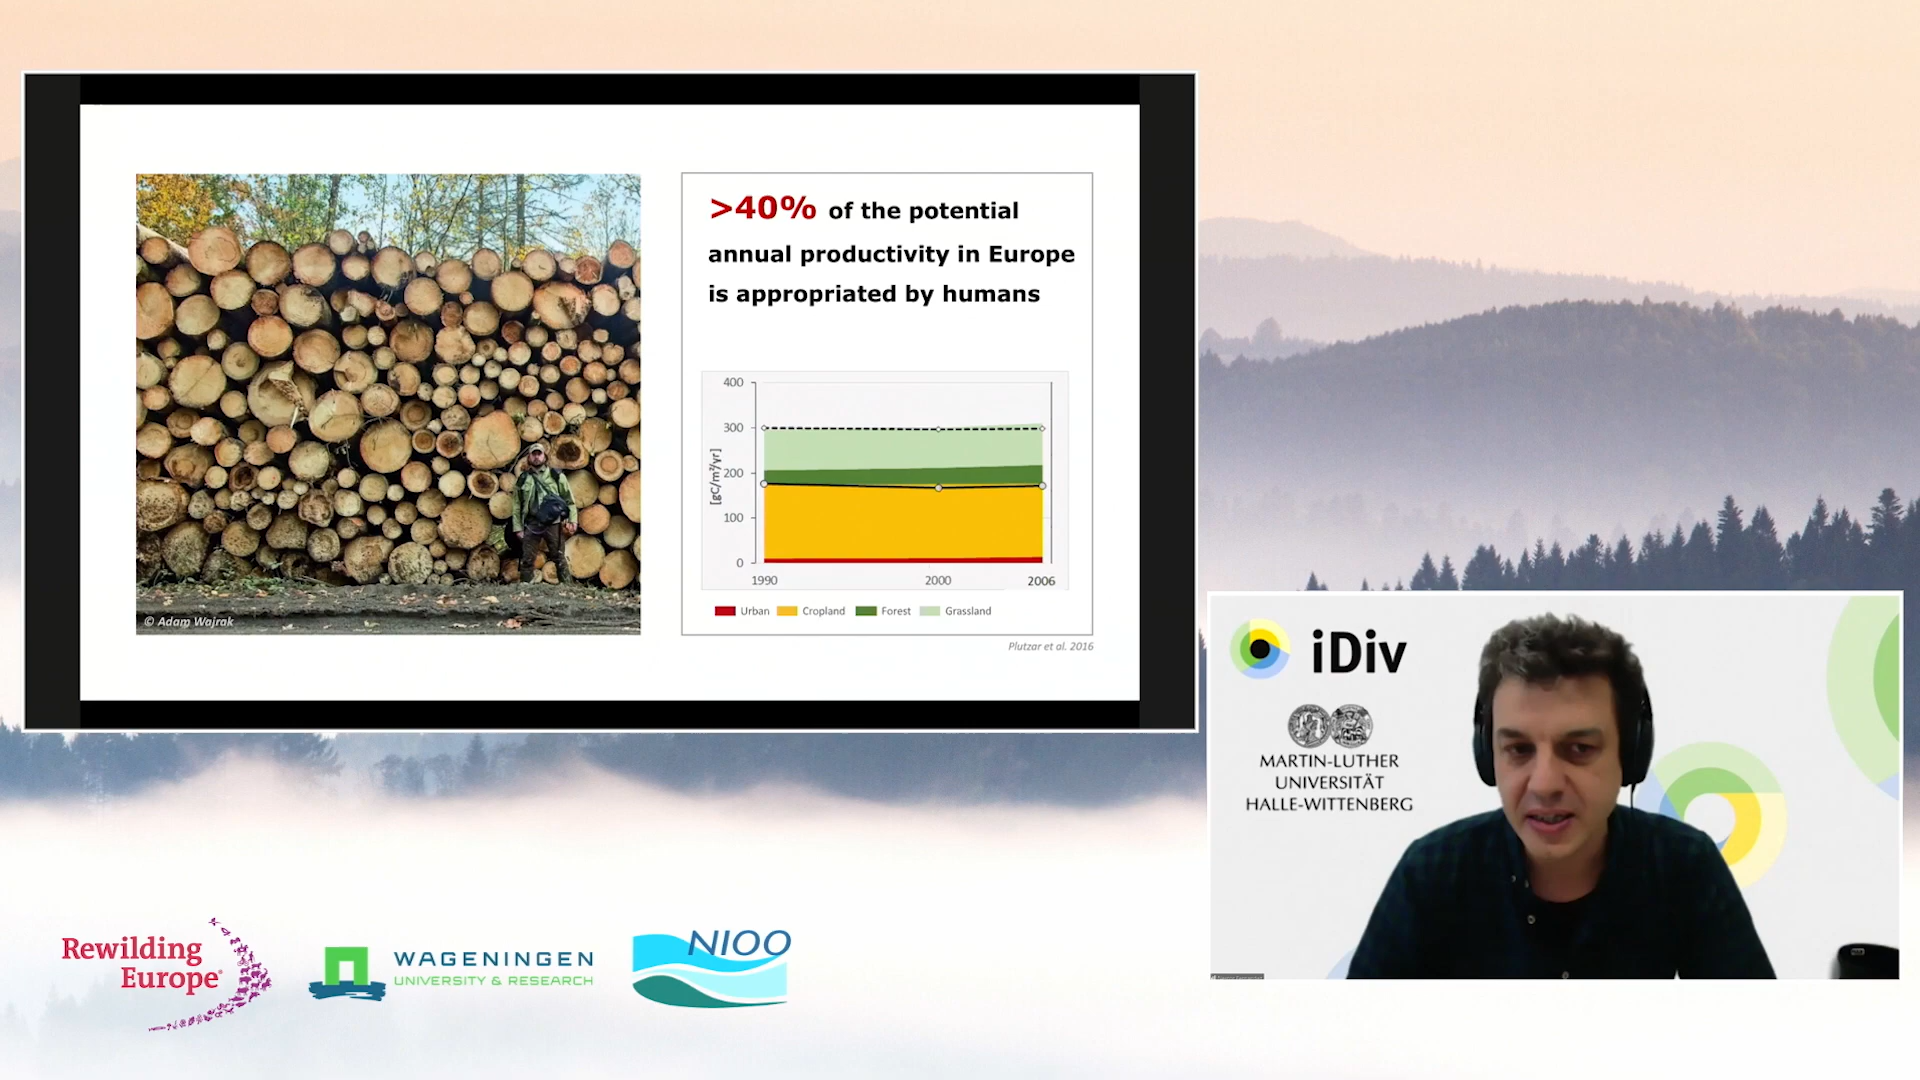 >40% of the potential
annual productivity in Europe
is appropriated by humans
400
300
200
100
0
[gC/m²/yr]
1990
2000
2006
Urban
Cropland
Forest
Grassland
Plutzar et al. 2016
© Adam Wajrak
iDiv
MARTIN-LUTHER
UNIVERSITÄT
HALLE-WITTENBERG
Rewilding
Europe
WAGENINGEN
UNIVERSITY & RESEARCH
NIOO